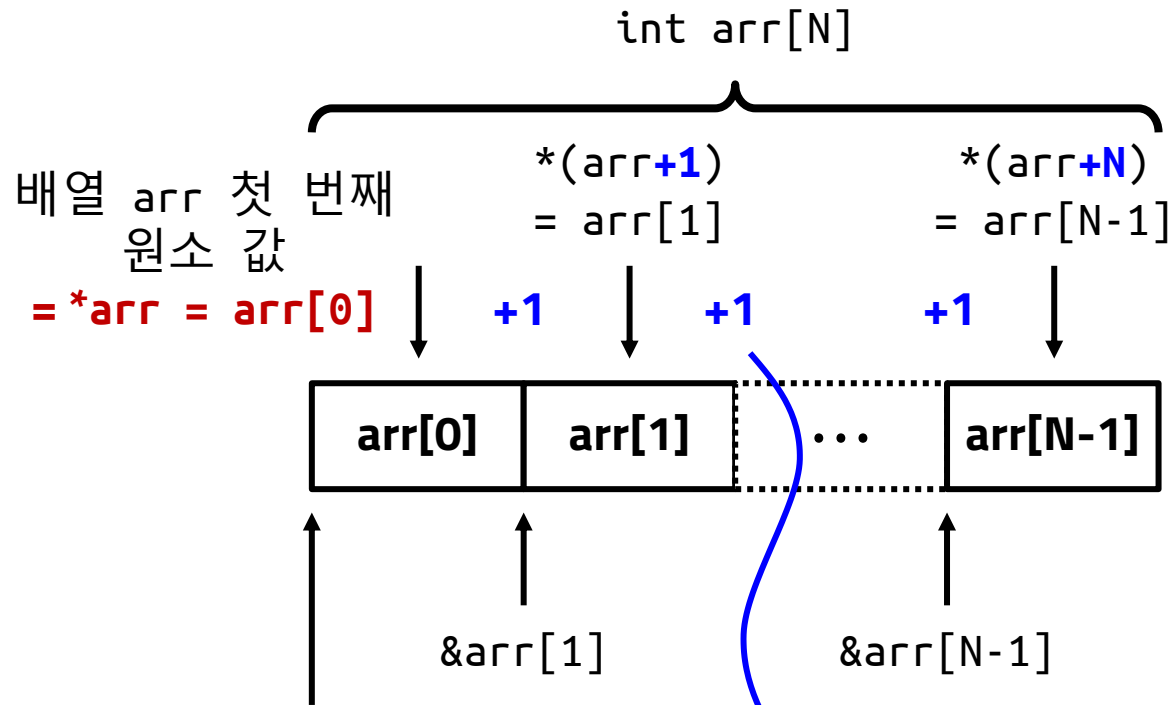 int arr[N]
배열 arr 첫 번째
원소 값
= *arr = arr[0]
*(arr+1)
= arr[1]
*(arr+N)
= arr[N-1]
+1
+1
+1
arr[0]
arr[1]
...
arr[N-1]
&arr[1]
&arr[N-1]